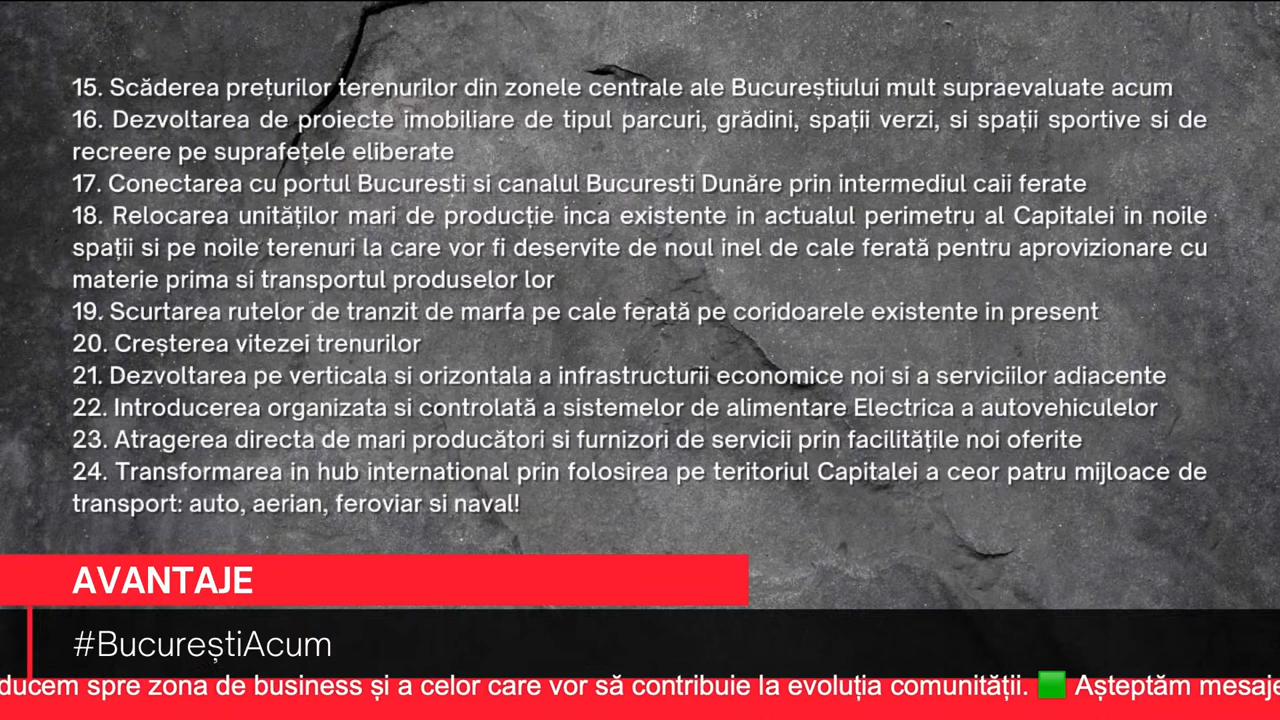 15. Scăderea prețurilor terenurilor din zonele centrale ale Bucureștiului mult supraevaluate acum
16. Dezvoltarea de proiecte imobiliare de tipul parcuri, grădini, spații verzi, si spații sportive si de
recreere pe suprafețele eliberate
17. Conectarea cu portul Bucuresti si canalul Bucuresti Dunăre prin intermediul caii ferate
18. Relocarea unităților mari de producție inca existente in actualul perimetru al Capitalei in noile
spații si pe noile terenuri la care vor fi deservite de noul inel de cale ferată pentru aprovizionare cu
materie prima si transportul produselor lor
19. Scurtarea rutelor de tranzit de marfa pe cale ferată pe coridoarele existente in present
20. Creșterea vitezei trenurilor
21. Dezvoltarea pe verticala si orizontala a infrastructurii economice noi si a serviciilor adiacente
22. Introducerea organizata si controlată a sistemelor de alimentare Electrica a autovehiculelor
23. Atragerea directa de mari producători si furnizori de servicii prin facilitățile noi oferite
24. Transformarea in hub international prin folosirea pe teritoriul Capitalei a ceor patru mijloace de
transport: auto, aerian, feroviar si naval!
AVANTAJE
#BucureștiAcum
ducem spre zona de business și a celor care vor să contribuie la evoluția comunității. 🟩 Așteptăm mesaje